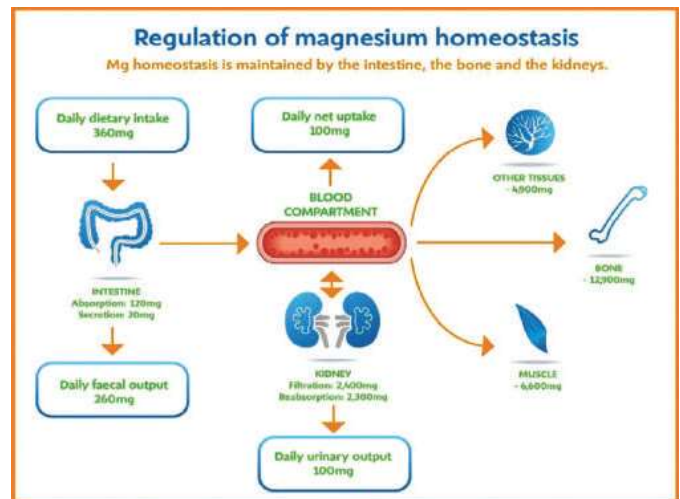 Regulation of magnesium homeostasis
Mg homeostasis is maintained by the intestine, the bone and the kidneys.
Daily dietary intake
360mg
Daily net uptake
100mg
OTHER TISSUES
- 4,900mg
BLOOD
COMPARTMENT
BONE
- 12,900mg
INTESTINE
Absorption: 120mg
Secretion: 20mg
KIDNEY
Filtration: 2,400mg
Reabsorption: 2,300mg
MUSCLE
- 6,600mg
Daily faecal output
260mg
Daily urinary output
100mg